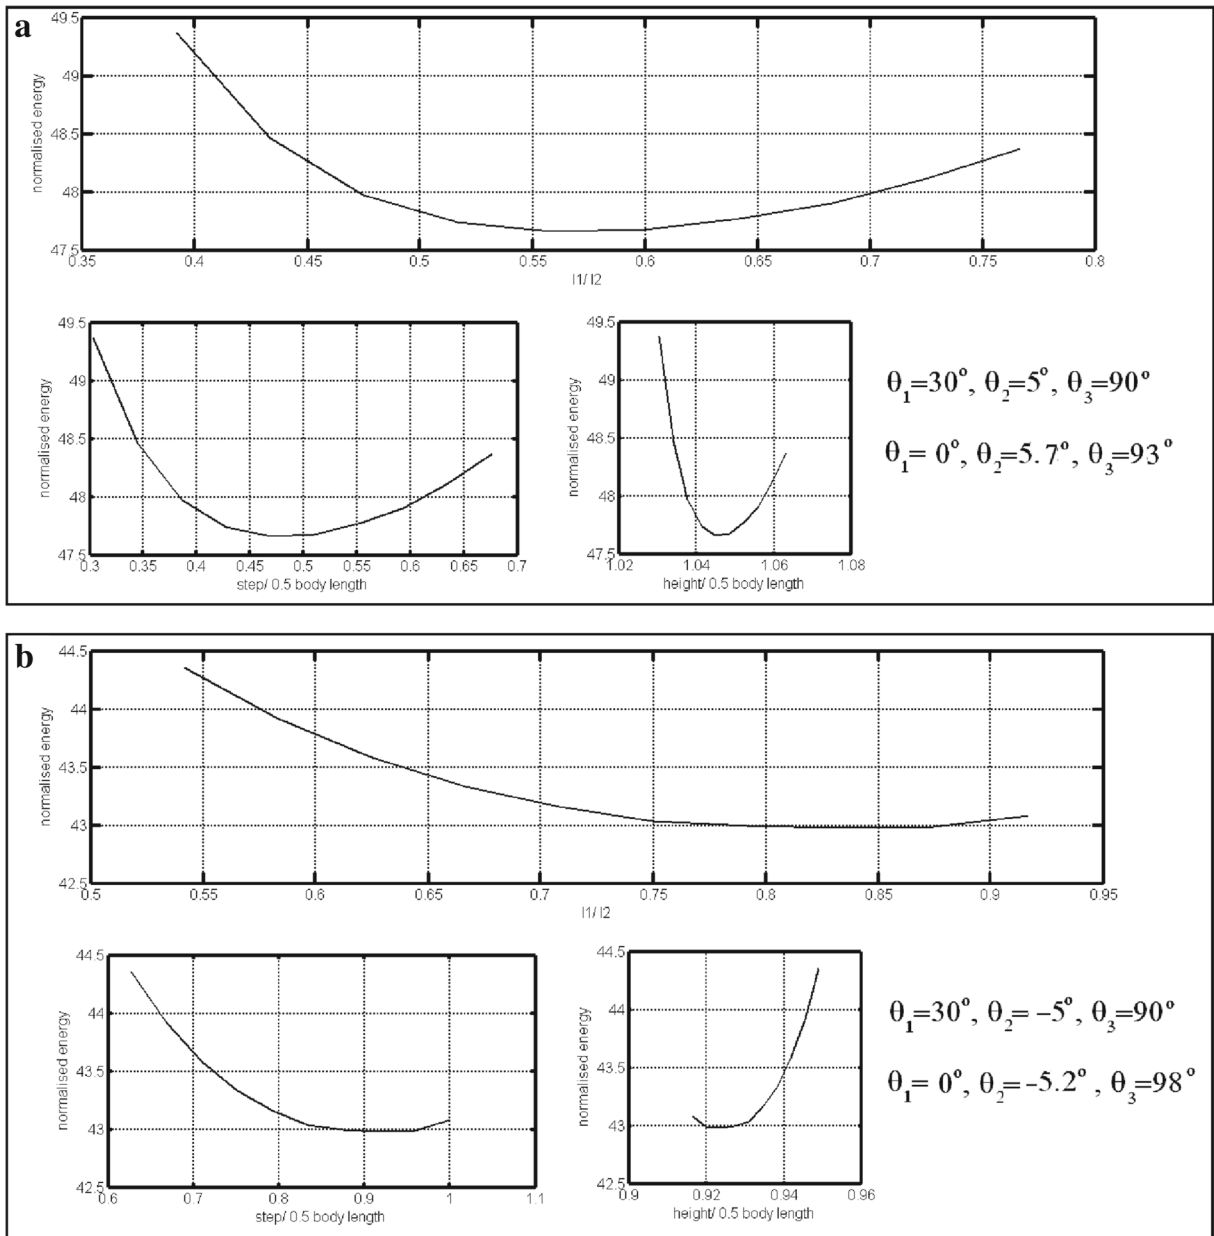 a
49.5
49
48.5
48
47.5
normalised energy
0.35 0.4 0.45 0.5 0.55 0.6 0.65 0.7 0.75 0.8
l1/ l2
49.5
49
48.5
48
47.5
normalised energy
0.3 0.35 0.4 0.45 0.5 0.55 0.6 0.65 0.7
step/ 0.5 body length
49.5
49
48.5
48
47.5
normalised energy
1.02 1.04 1.06 1.08
height/ 0.5 body length
θ1=30°, θ2=5°, θ3=90°
θ1= 0°, θ2=5.7°, θ3=93°
b
44.5
44
43.5
43
42.5
normalised energy
0.5 0.55 0.6 0.65 0.7 0.75 0.8 0.85 0.9 0.95
l1/ l2
44.5
44
43.5
43
42.5
normalised energy
0.6 0.7 0.8 0.9 1 1.1
step/ 0.5 body length
44.5
44
43.5
43
42.5
normalised energy
0.9 0.92 0.94 0.96
height/ 0.5 body length
θ1=30°, θ2= –5°, θ3=90°
θ1= 0°, θ2=–5.2° , θ3=98°